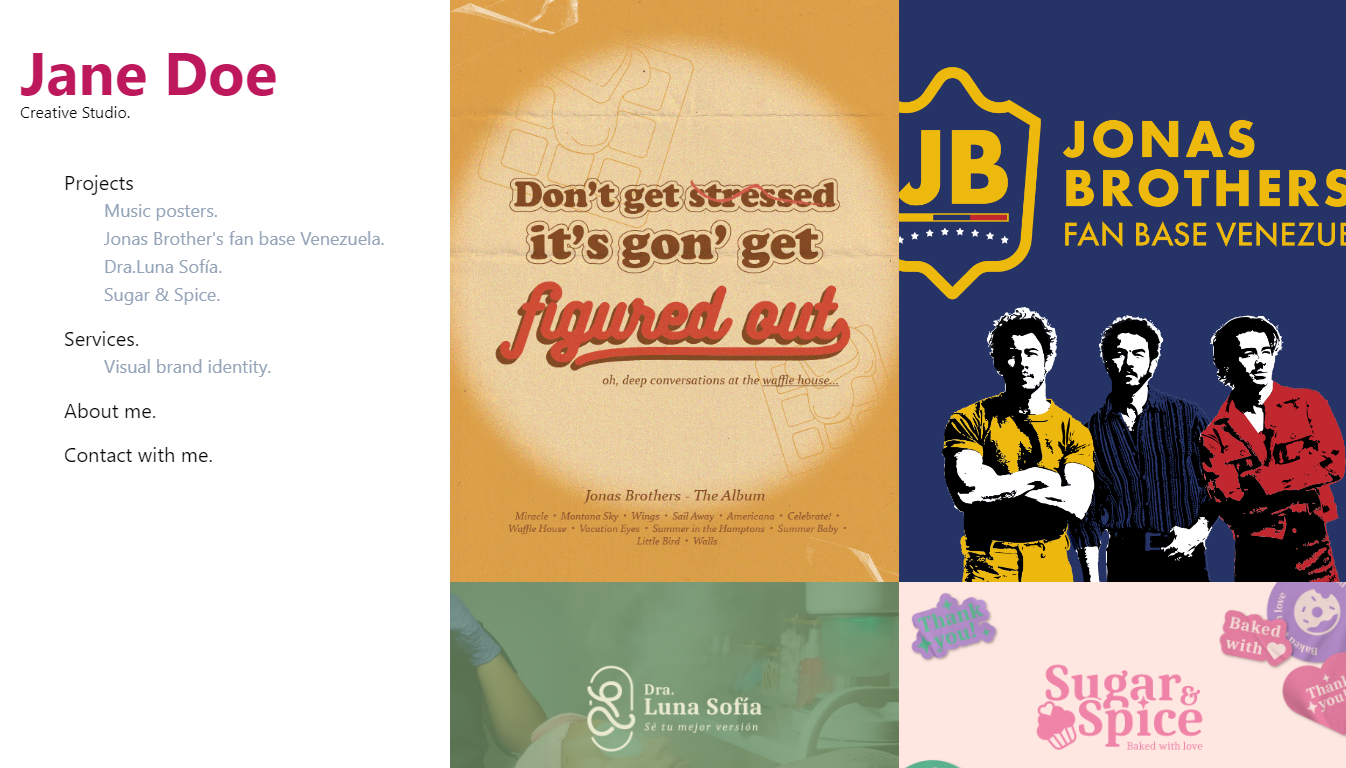 Jane Doe
Creative Studio.
Projects
Music posters.
Jonas Brother's fan base Venezuela.
Dra.Luna Sofía.
Sugar & Spice.
Services.
Visual brand identity.
About me.
Contact with me.
Don't get stressed
it's gon' get
figured out
oh, deep conversations at the waffle house...
Jonas Brothers - The Album
Miracle • Montana Sky • Wings • Sail Away • Americana • Celebrate! •
Waffle House • Vacation Eyes • Summer in the Hamptons • Summer Baby •
Little Bird • Walls
JB
JONAS
BROTHERS
FAN BASE VENEZUE
Dra.
Luna Sofía
Sé tu mejor versión
Thank
you!
Baked
with
love
Baked
Thank
you!
Sugar &
Spice
Baked with love